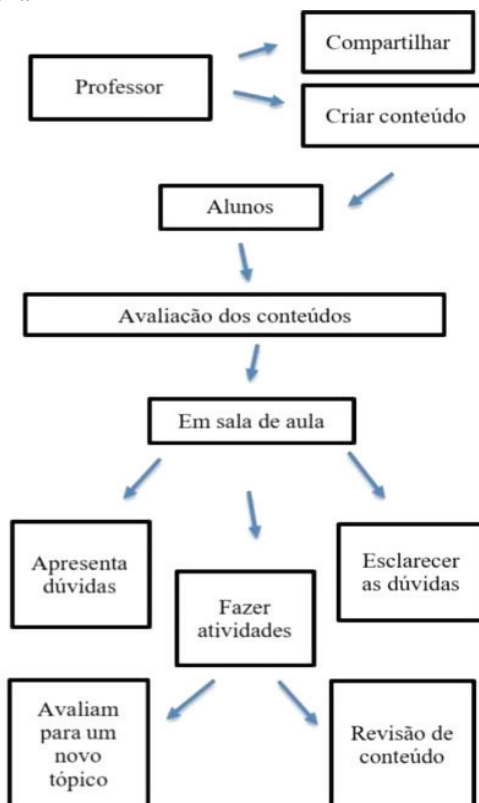 Compartilhar
Professor
Criar conteúdo
Alunos
Avaliação dos conteúdos
Em sala de aula
Apresenta
dúvidas
Esclarecer
as dúvidas
Fazer
atividades
Avaliam
para um
novo
tópico
Revisão de
conteúdo